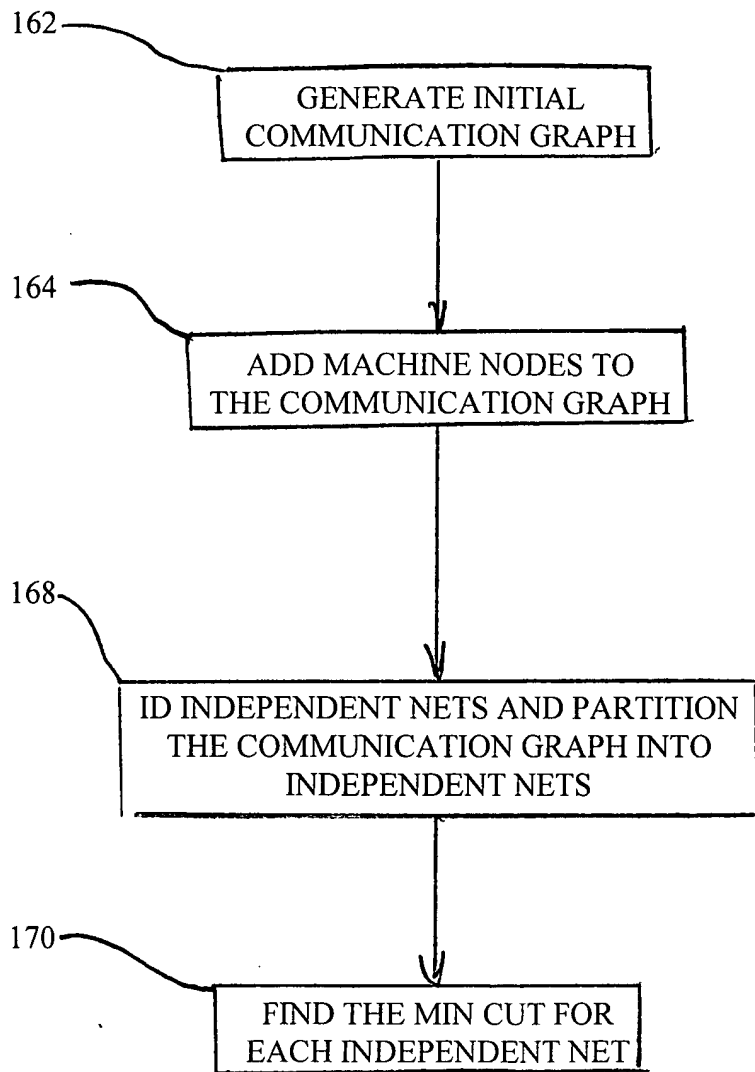 162
GENERATE INITIAL
COMMUNICATION GRAPH
164
ADD MACHINE NODES TO
THE COMMUNICATION GRAPH
168
ID INDEPENDENT NETS AND PARTITION
THE COMMUNICATION GRAPH INTO
INDEPENDENT NETS
170
FIND THE MIN CUT FOR
EACH INDEPENDENT NET